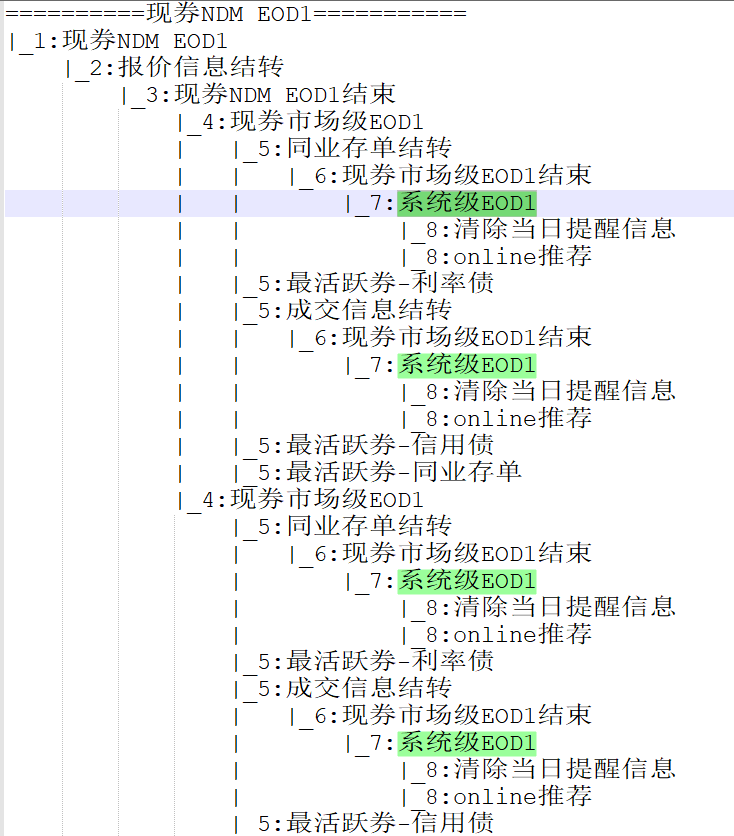 ==========现券NDM EOD1===========
|_1:现券NDM EOD1
|_2:报价信息结转
|_3:现券NDM EOD1结束
|_4:现券市场级EOD1
| |_5:同业存单结转
| | |_6:现券市场级EOD1结束
| | |_7:系统级EOD1
| | |_8:清除当日提醒信息
| | |_8:online推荐
| |_5:最活跃券-利率债
| |_5:成交信息结转
| | |_6:现券市场级EOD1结束
| | |_7:系统级EOD1
| | |_8:清除当日提醒信息
| | |_8:online推荐
| |_5:最活跃券-信用债
| |_5:最活跃券-同业存单
|_4:现券市场级EOD1
|_5:同业存单结转
| |_6:现券市场级EOD1结束
| |_7:系统级EOD1
| |_8:清除当日提醒信息
| |_8:online推荐
|_5:最活跃券-利率债
|_5:成交信息结转
| |_6:现券市场级EOD1结束
| |_7:系统级EOD1
| |_8:清除当日提醒信息
| |_8:online推荐
| 5:最活跃券-信用债